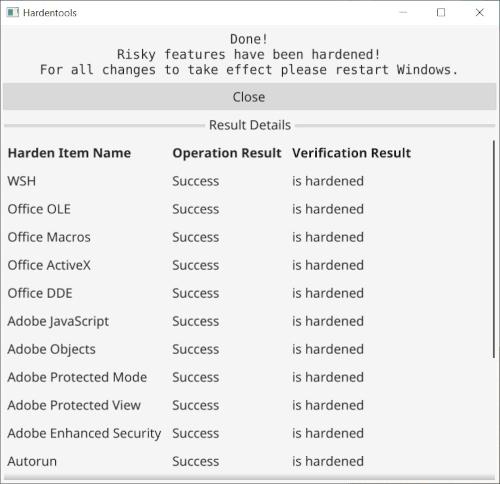 Hardentools
Done!
Risky features have been hardened!
For all changes to take effect please restart Windows.
Close
Result Details
Harden Item Name Operation Result Verification Result
WSH Success is hardened
Office OLE Success is hardened
Office Macros Success is hardened
Office ActiveX Success is hardened
Office DDE Success is hardened
Adobe JavaScript Success is hardened
Adobe Objects Success is hardened
Adobe Protected Mode Success is hardened
Adobe Protected View Success is hardened
Adobe Enhanced Security Success is hardened
Autorun Success is hardened